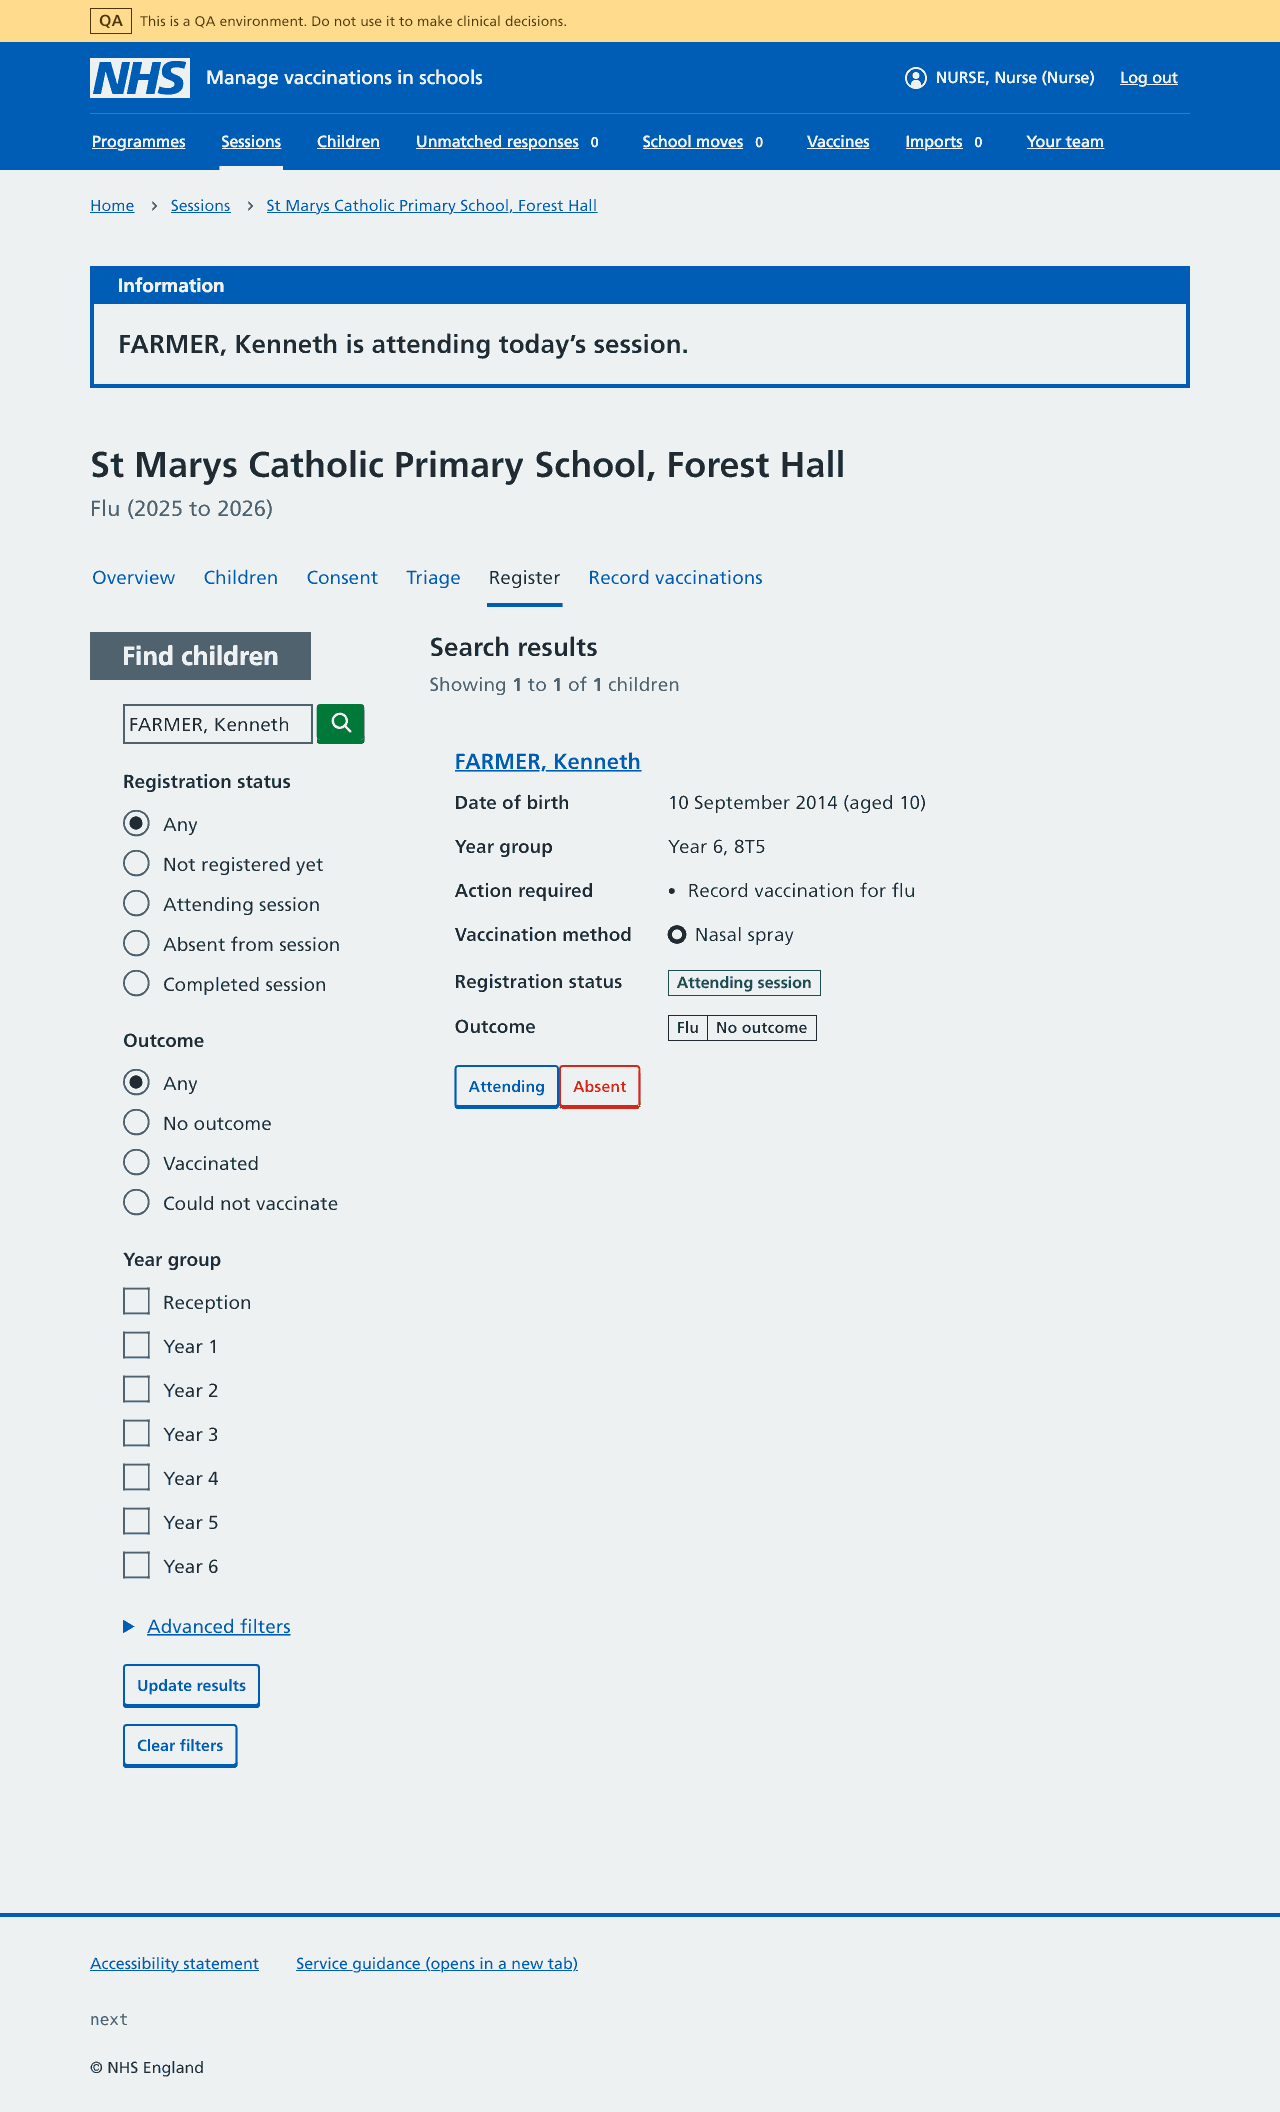 QA This is a QA environment. Do not use it to make clinical decisions.
NHS Manage vaccinations in schools NURSE, Nurse (Nurse) Log out
Programmes Sessions Children Unmatched responses 0 School moves 0 Vaccines Imports 0 Your team
Home Sessions St Marys Catholic Primary School, Forest Hall
Information
FARMER, Kenneth is attending today’s session.
St Marys Catholic Primary School, Forest Hall
Flu (2025 to 2026)
Overview Children Consent Triage Register Record vaccinations
Find children
FARMER, Kenneth
Registration status
Any
Not registered yet
Attending session
Absent from session
Completed session
Outcome
Any
No outcome
Vaccinated
Could not vaccinate
Year group
Reception
Year 1
Year 2
Year 3
Year 4
Year 5
Year 6
Advanced filters
Update results
Clear filters
Search results
Showing 1 to 1 of 1 children
FARMER, Kenneth
Date of birth 10 September 2014 (aged 10)
Year group Year 6, 8T5
Action required • Record vaccination for flu
Vaccination method Nasal spray
Registration status Attending session
Outcome Flu No outcome
Attending Absent
Accessibility statement Service guidance (opens in a new tab)
next
© NHS England